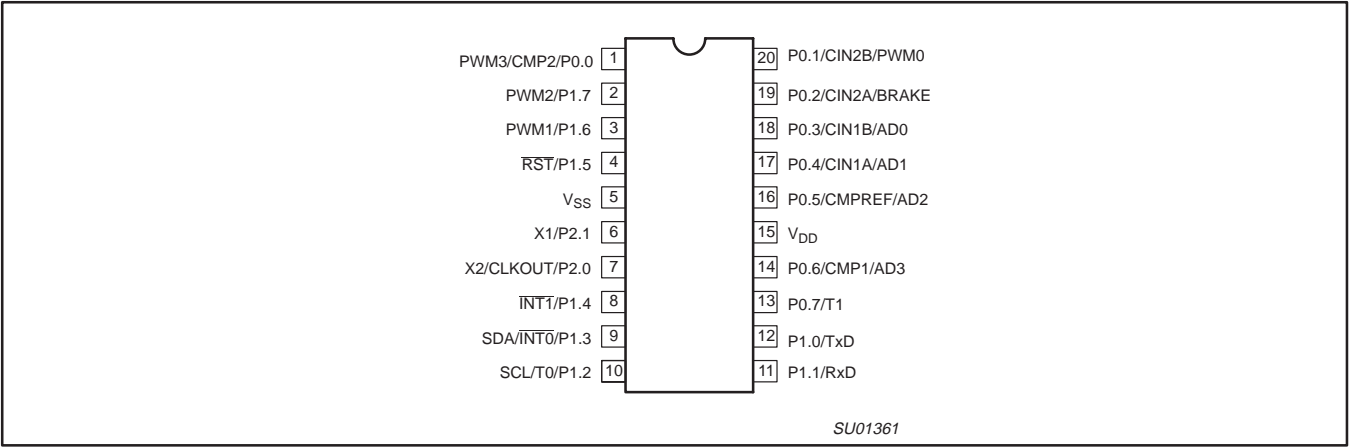 PWM3/CMP2/P0.0 1 20 P0.1/CIN2B/PWM0
PWM2/P1.7 2 19 P0.2/CIN2A/BRAKE
PWM1/P1.6 3 18 P0.3/CIN1B/AD0
R̅S̅T̅/P1.5 4 17 P0.4/CIN1A/AD1
VSS 5 16 P0.5/CMPREF/AD2
X1/P2.1 6 15 VDD
X2/CLKOUT/P2.0 7 14 P0.6/CMP1/AD3
I̅N̅T̅1̅/P1.4 8 13 P0.7/T1
SDA/I̅N̅T̅0̅/P1.3 9 12 P1.0/TxD
SCL/T0/P1.2 10 11 P1.1/RxD
SU01361